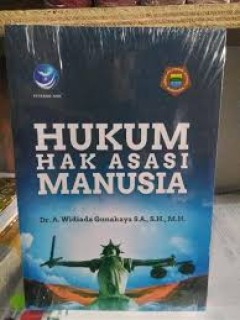 HUKUM
HAK ASASI
MANUSIA
Dr. A. Widiada Gunakaya S.A., S.H., M.H.